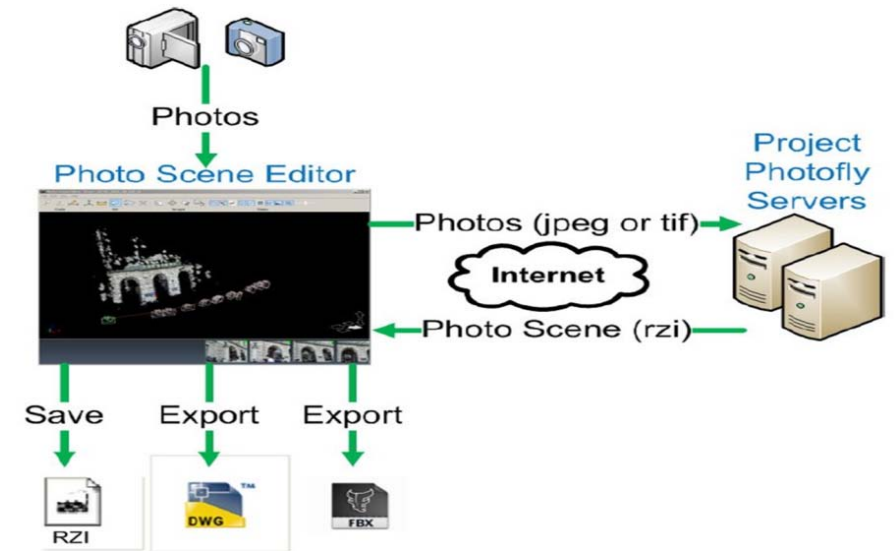 Photos
Photo Scene Editor
Project
Photofly
Servers
Photos (jpeg or tif)
Internet
Photo Scene (rzi)
Save
Export
Export
RZI
DWG
TM
FBX